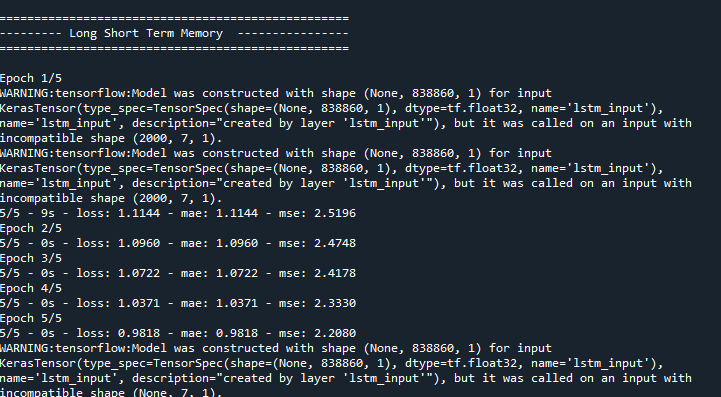 ==================================================
--------- Long Short Term Memory  ----------------
==================================================
Epoch 1/5
WARNING:tensorflow:Model was constructed with shape (None, 838860, 1) for input
KerasTensor(type_spec=TensorSpec(shape=(None, 838860, 1), dtype=tf.float32, name='lstm_input'),
name='lstm_input', description="created by layer 'lstm_input'"), but it was called on an input with
incompatible shape (2000, 7, 1).
WARNING:tensorflow:Model was constructed with shape (None, 838860, 1) for input
KerasTensor(type_spec=TensorSpec(shape=(None, 838860, 1), dtype=tf.float32, name='lstm_input'),
name='lstm_input', description="created by layer 'lstm_input'"), but it was called on an input with
incompatible shape (2000, 7, 1).
5/5 - 9s - loss: 1.1144 - mae: 1.1144 - mse: 2.5196
Epoch 2/5
5/5 - 0s - loss: 1.0960 - mae: 1.0960 - mse: 2.4748
Epoch 3/5
5/5 - 0s - loss: 1.0722 - mae: 1.0722 - mse: 2.4178
Epoch 4/5
5/5 - 0s - loss: 1.0371 - mae: 1.0371 - mse: 2.3330
Epoch 5/5
5/5 - 0s - loss: 0.9818 - mae: 0.9818 - mse: 2.2080
WARNING:tensorflow:Model was constructed with shape (None, 838860, 1) for input
KerasTensor(type_spec=TensorSpec(shape=(None, 838860, 1), dtype=tf.float32, name='lstm_input'),
name='lstm_input', description="created by layer 'lstm_input'"), but it was called on an input with
incompatible shape (None, 7, 1).